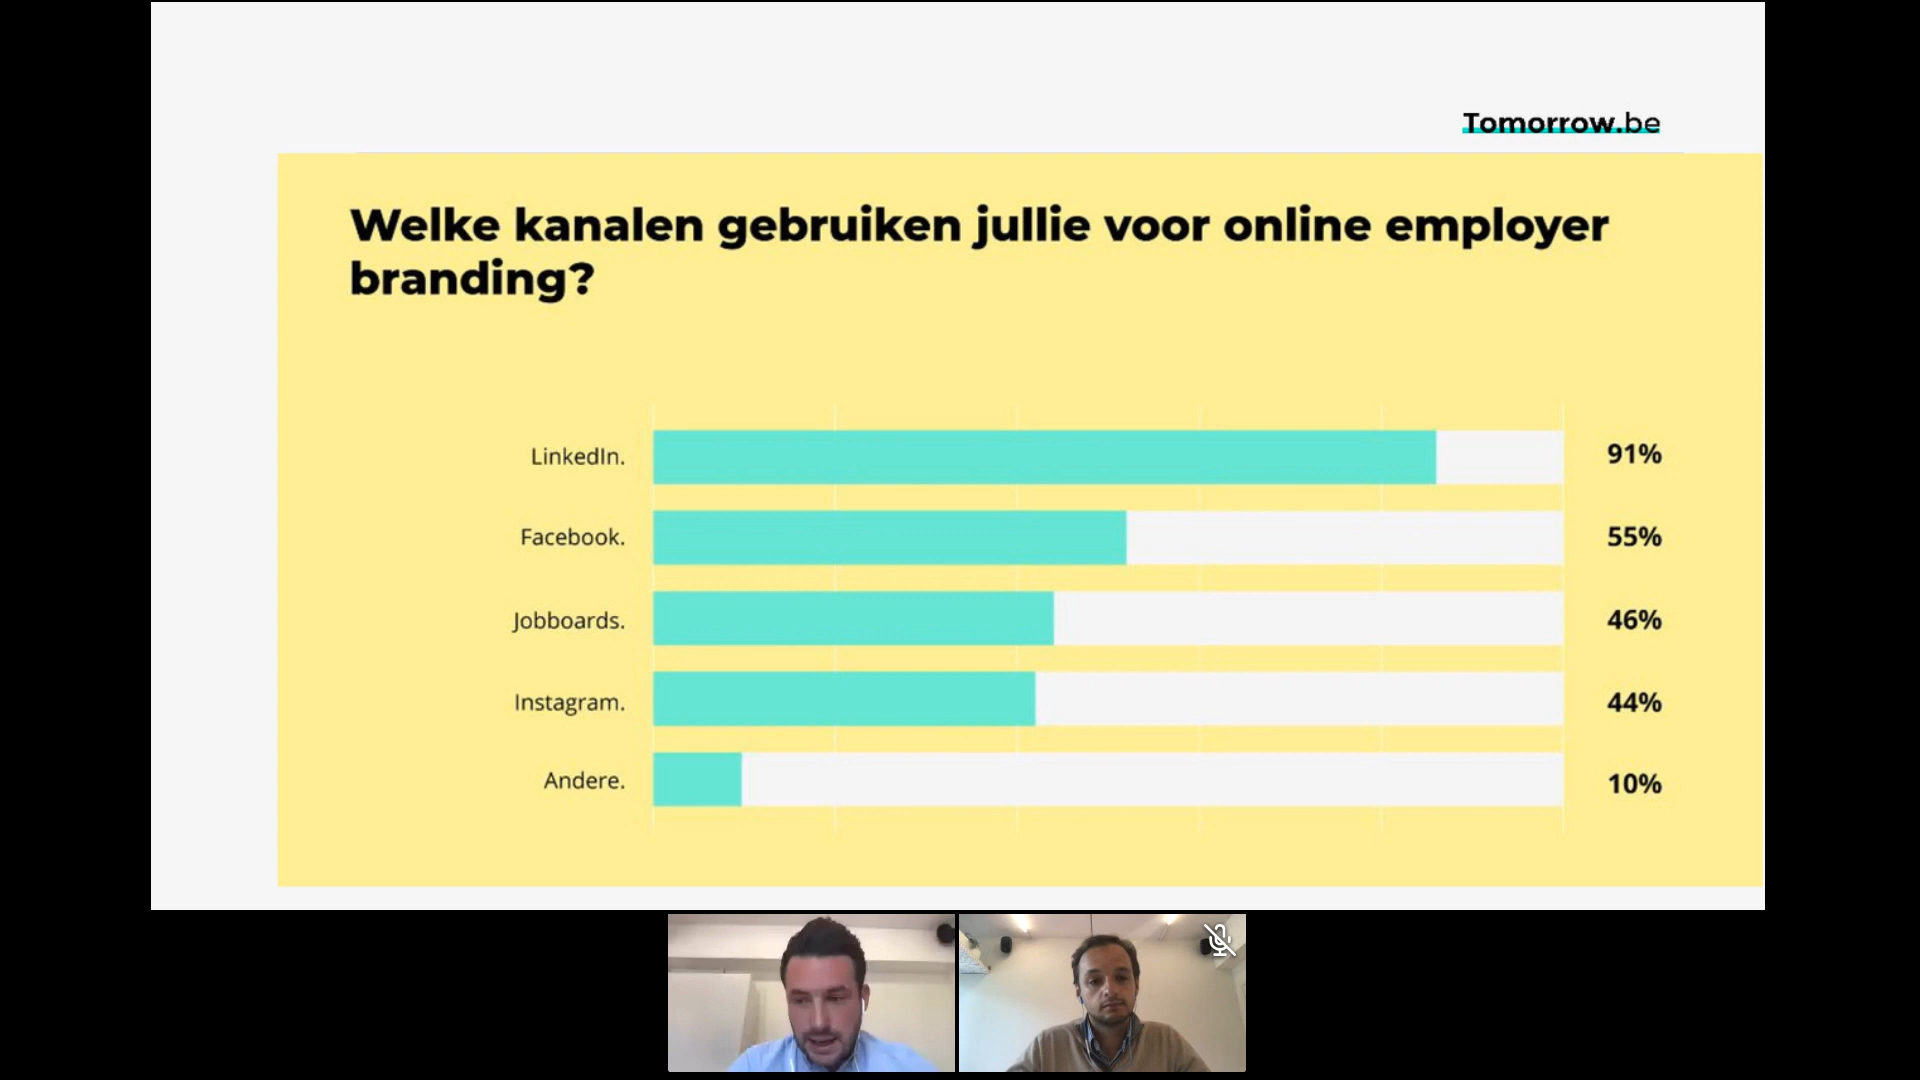 Tomorrow.be
Welke kanalen gebruiken jullie voor online employer
branding?
LinkedIn. 91%
Facebook. 55%
Jobboards. 46%
Instagram. 44%
Andere. 10%